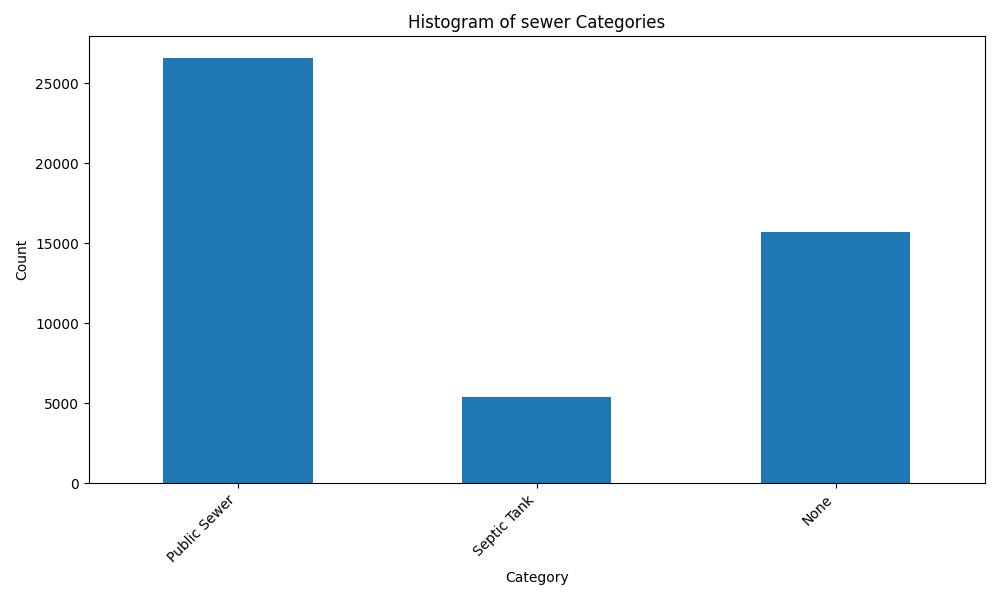 Histogram of sewer Categories
Count
25000
20000
15000
10000
5000
0
Public Sewer
Septic Tank
None
Category